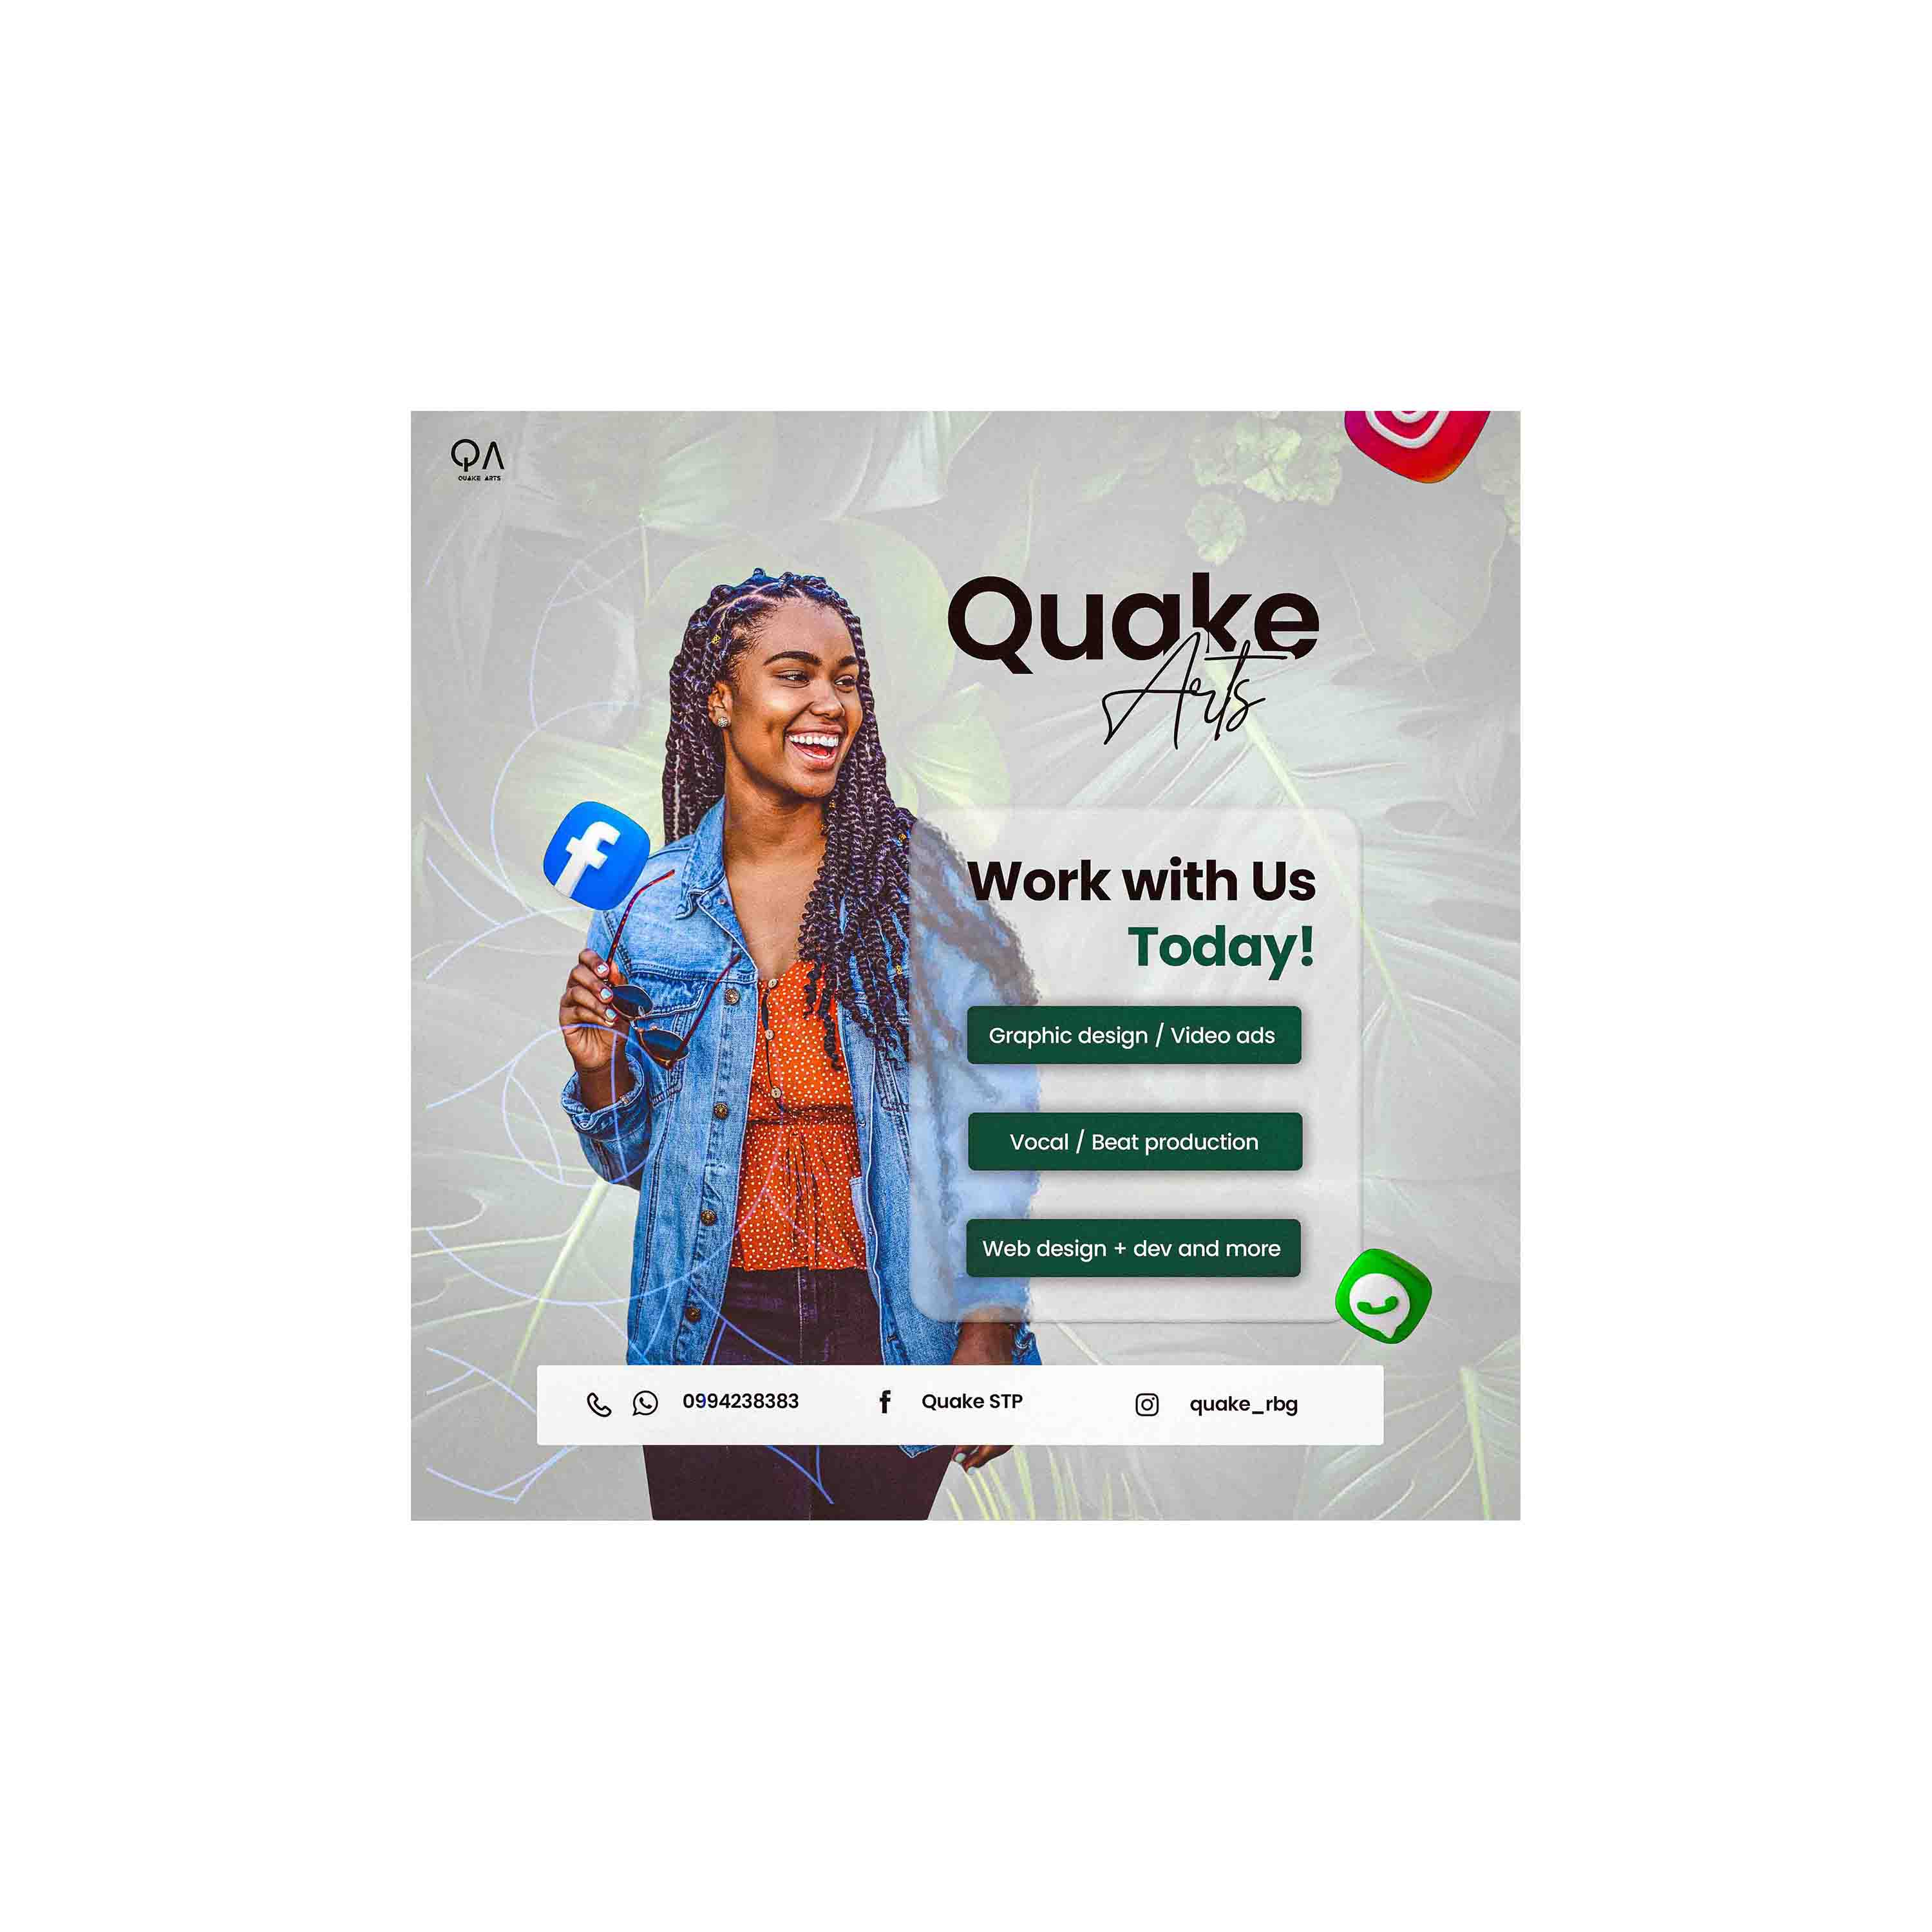 QA
QUAKE ARTS
Quake
Arts
Work with Us
Today!
Graphic design / Video ads
Vocal / Beat production
Web design + dev and more
0994238383
Quake STP
quake_rbg